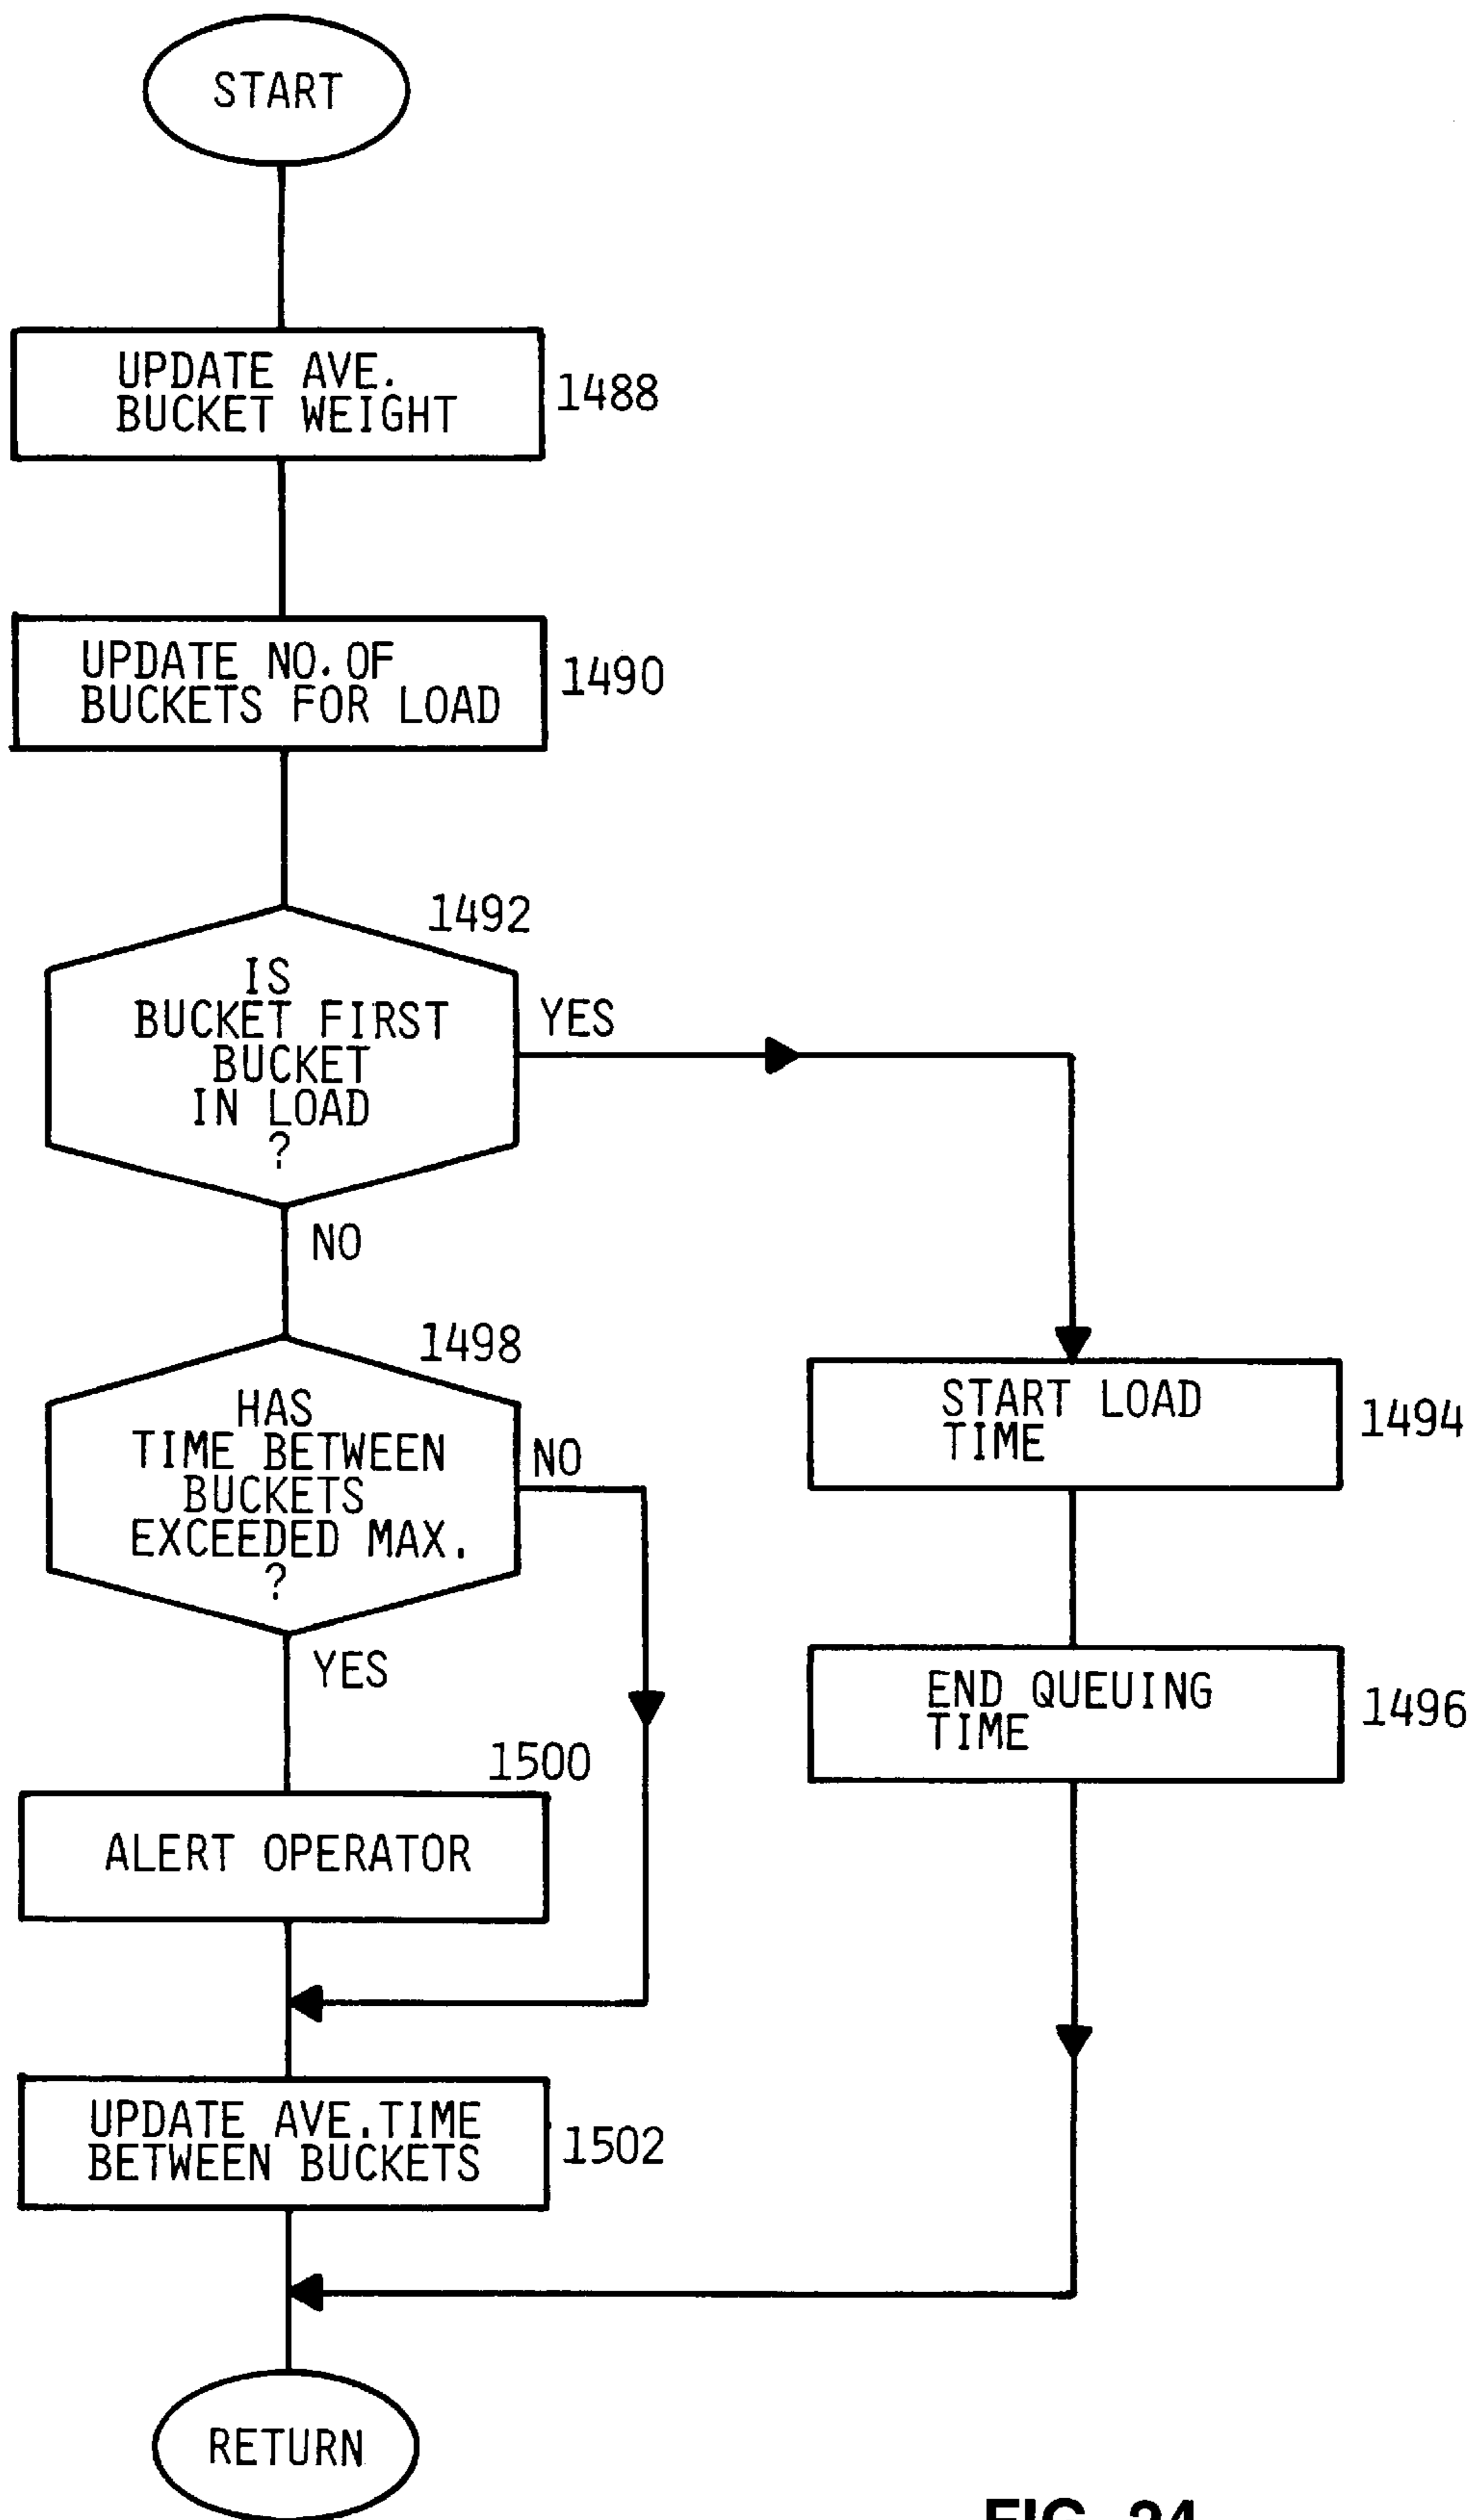 START
UPDATE AVE.
BUCKET WEIGHT
1488
UPDATE NO. OF
BUCKETS FOR LOAD
1490
1492
IS
BUCKET FIRST
BUCKET
IN LOAD
?
YES
NO
1498
HAS
TIME BETWEEN
BUCKETS
EXCEEDED MAX.
?
NO
YES
START LOAD
TIME
1494
END QUEUING
TIME
1496
1500
ALERT OPERATOR
UPDATE AVE.TIME
BETWEEN BUCKETS
1502
RETURN